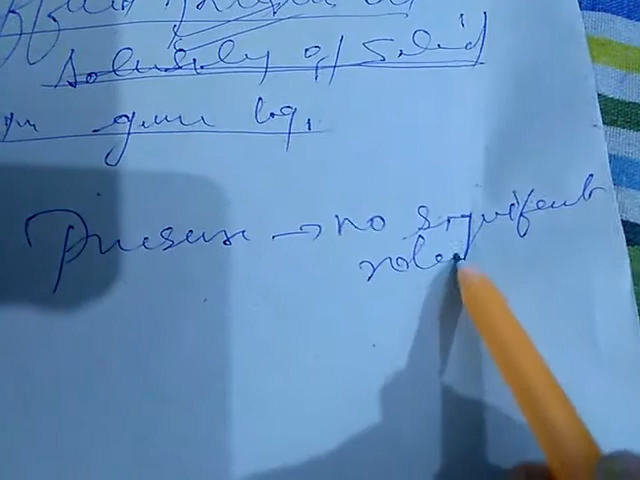 solubility of solid
in given liq.
Pressure → no significant
role